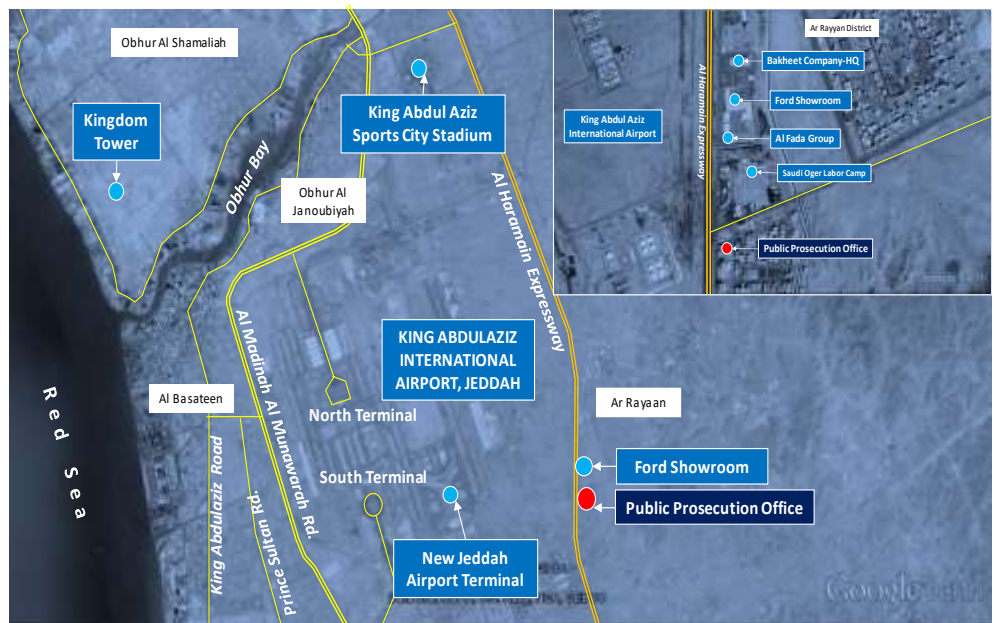 Obhur Al Shamaliah
Kingdom
Tower
King Abdul Aziz
Sports City Stadium
Obhur Bay
Obhur Al
Janoubiyah
Al Haramain Expressway
KING ABDULAZIZ
INTERNATIONAL
AIRPORT, JEDDAH
Al Madinah Al Munawarah Rd.
Al Basateen
North Terminal
Ar Rayaan
Red Sea
King Abdulaziz Road
Prince Sultan Rd.
South Terminal
Ford Showroom
Public Prosecution Office
New Jeddah
Airport Terminal
Google
Ar Rayyan District
Bakheet Company-HQ
Al Haramain Expressway
Ford Showroom
King Abdul Aziz
International Airport
Al Fada Group
Saudi Oger Labor Camp
Public Prosecution Office